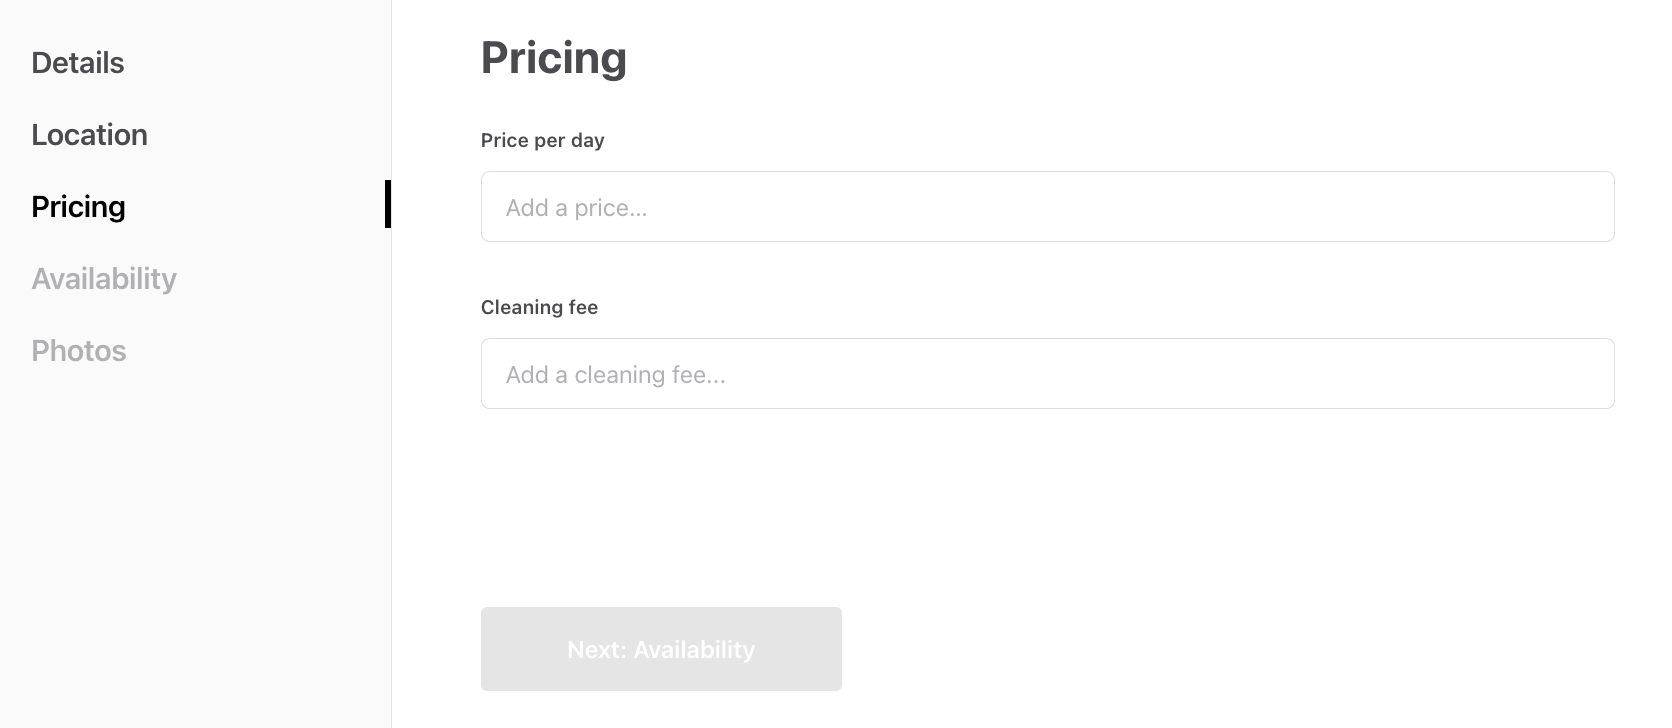 Details
Location
Pricing
Availability
Photos
Pricing
Price per day
Add a price...
Cleaning fee
Add a cleaning fee...
Next: Availability